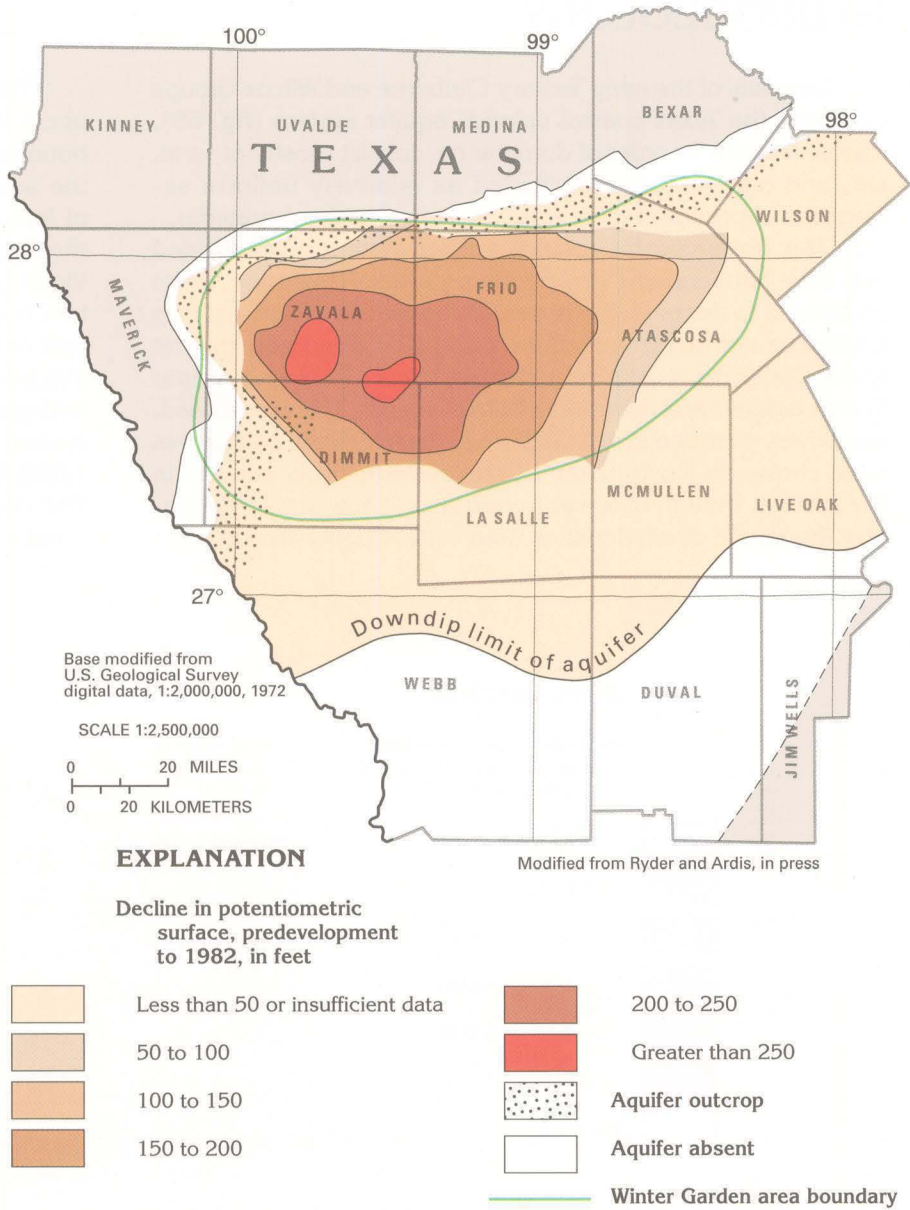 100°
99°
98°
KINNEY
UVALDE
MEDINA
BEXAR
TEXAS
WILSON
28°
MAVERICK
ZAVALA
FRIO
ATASCOSA
DIMMIT
LA SALLE
MCMULLEN
LIVE OAK
27°
Downdip limit of aquifer
WEBB
DUVAL
JIM WELLS
Base modified from
U.S. Geological Survey
digital data, 1:2,000,000, 1972
SCALE 1:2,500,000
0 20 MILES
0 20 KILOMETERS
Modified from Ryder and Ardis, in press
EXPLANATION
Decline in potentiometric
surface, predevelopment
to 1982, in feet
Less than 50 or insufficient data
50 to 100
100 to 150
150 to 200
200 to 250
Greater than 250
Aquifer outcrop
Aquifer absent
Winter Garden area boundary